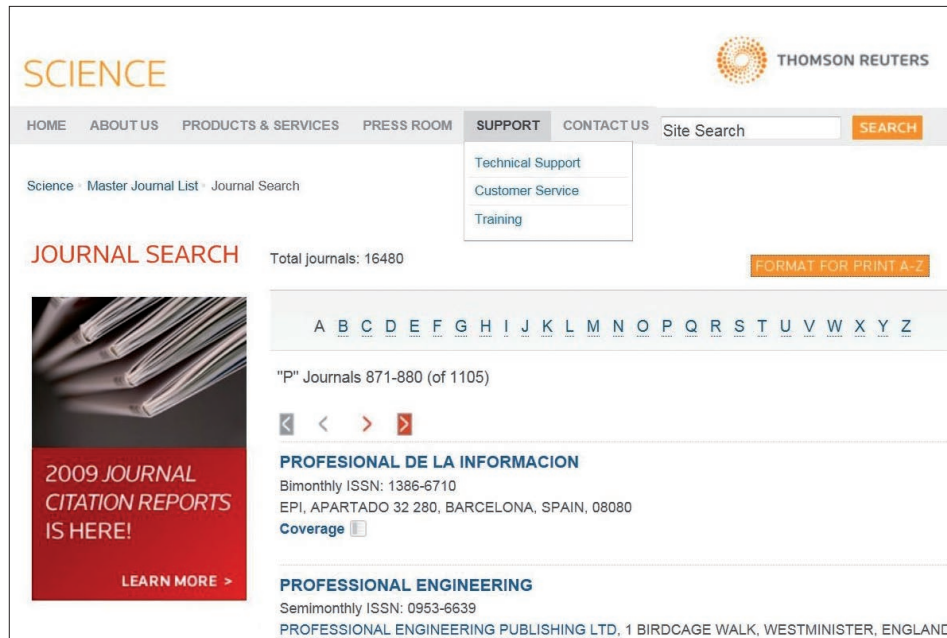 SCIENCE
THOMSON REUTERS
HOME ABOUT US PRODUCTS & SERVICES PRESS ROOM SUPPORT CONTACT US Site Search SEARCH
Technical Support
Customer Service
Training
Science Master Journal List Journal Search
JOURNAL SEARCH
Total journals: 16480
FORMAT FOR PRINT A-Z
A B C D E F G H I J K L M N O P Q R S T U V W X Y Z
"P" Journals 871-880 (of 1105)
PROFESIONAL DE LA INFORMACION
Bimonthly ISSN: 1386-6710
EPI, APARTADO 32 280, BARCELONA, SPAIN, 08080
Coverage
PROFESSIONAL ENGINEERING
Semimonthly ISSN: 0953-6639
PROFESSIONAL ENGINEERING PUBLISHING LTD, 1 BIRDCAGE WALK, WESTMINISTER, ENGLAND
2009 JOURNAL
CITATION REPORTS
IS HERE!
LEARN MORE >